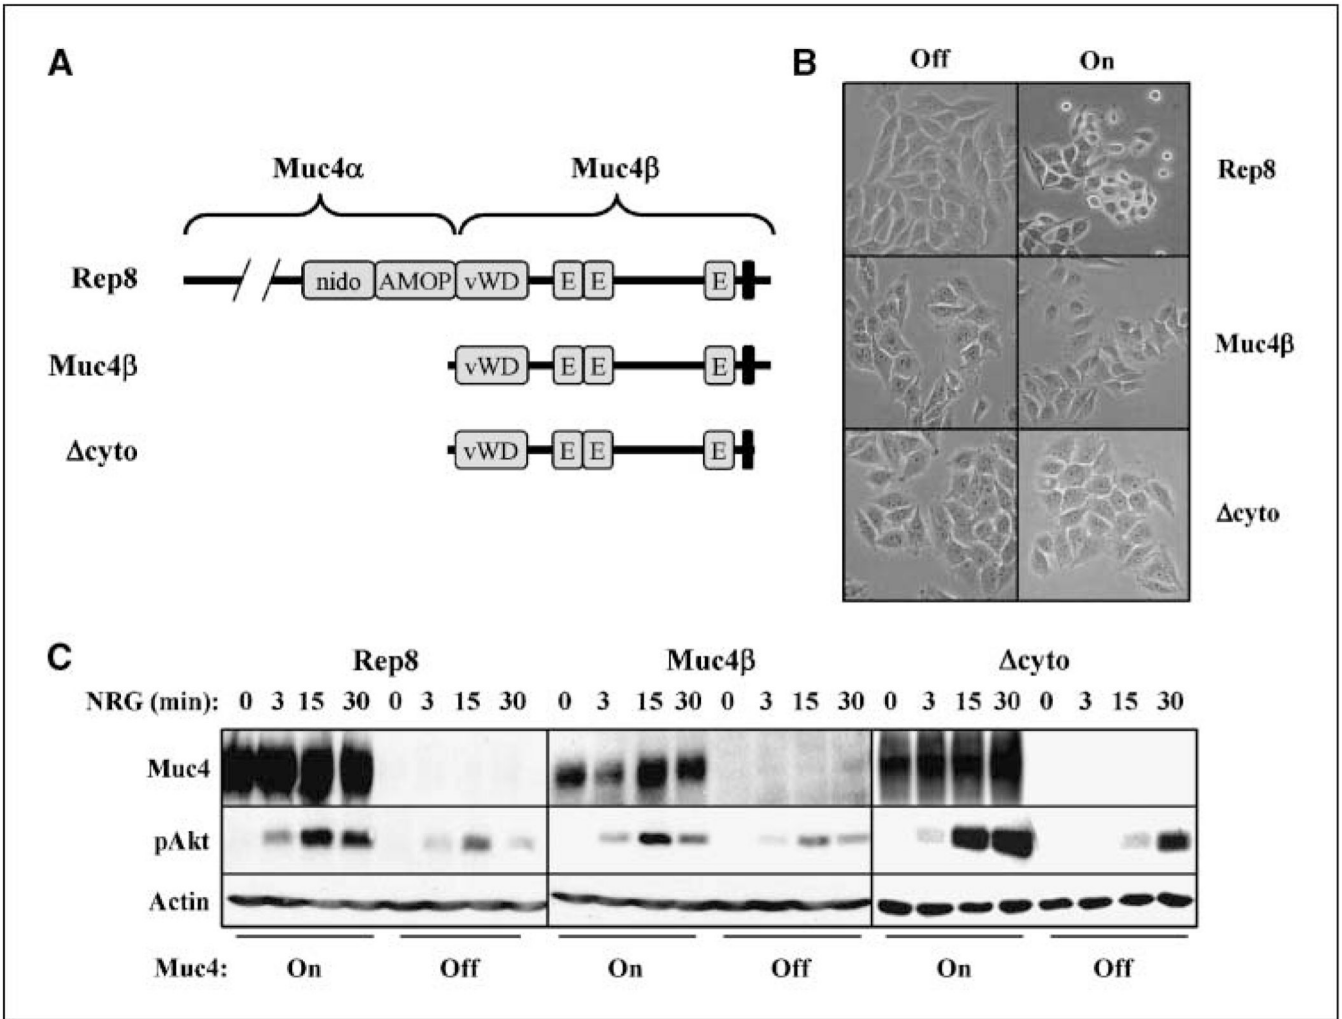 A
Muc4α Muc4β
Rep8 nido AMOP vWD E E E
Muc4β vWD E E E
Δcyto vWD E E E
B
Off On
Rep8
Muc4β
Δcyto
C
Rep8 Muc4β Δcyto
NRG (min): 0 3 15 30 0 3 15 30 0 3 15 30 0 3 15 30 0 3 15 30 0 3 15 30
Muc4
pAkt
Actin
Muc4: On Off On Off On Off